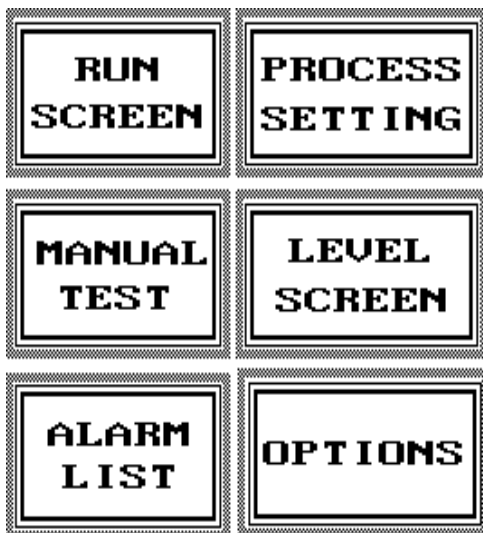 RUN
SCREEN
PROCESS
SETTING
MANUAL
TEST
LEVEL
SCREEN
ALARM
LIST
OPTIONS